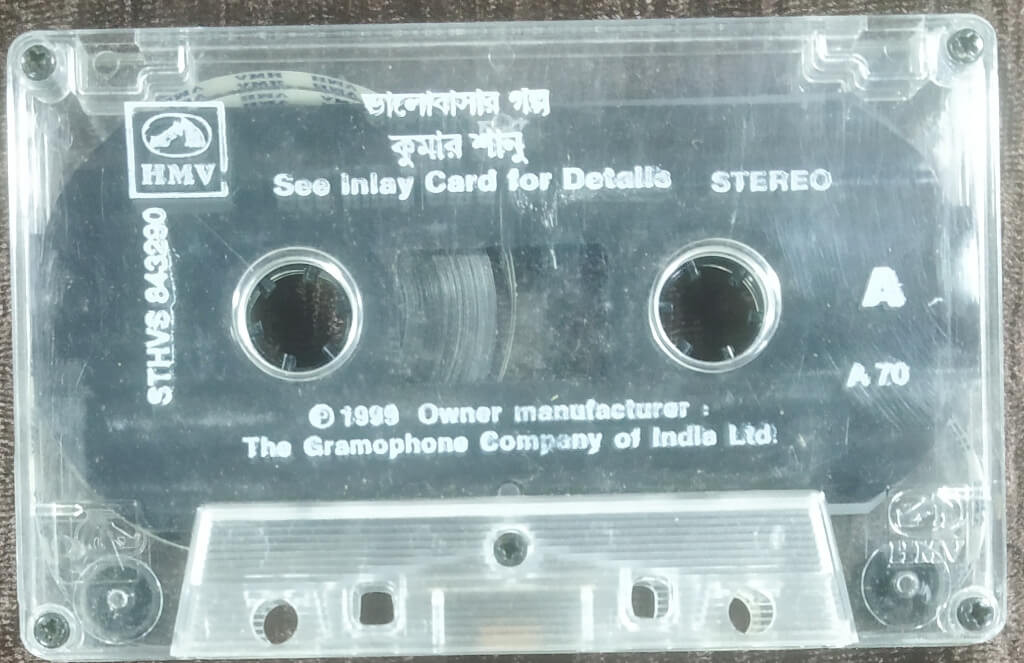 ভালোবাসার গল্প
HMV
কুমার শানু
See Inlay Card for Details STEREO
STHVS 843290
A
A 70
℗ 1999 Owner manufacturer :
The Gramophone Company of India Ltd.
HMV